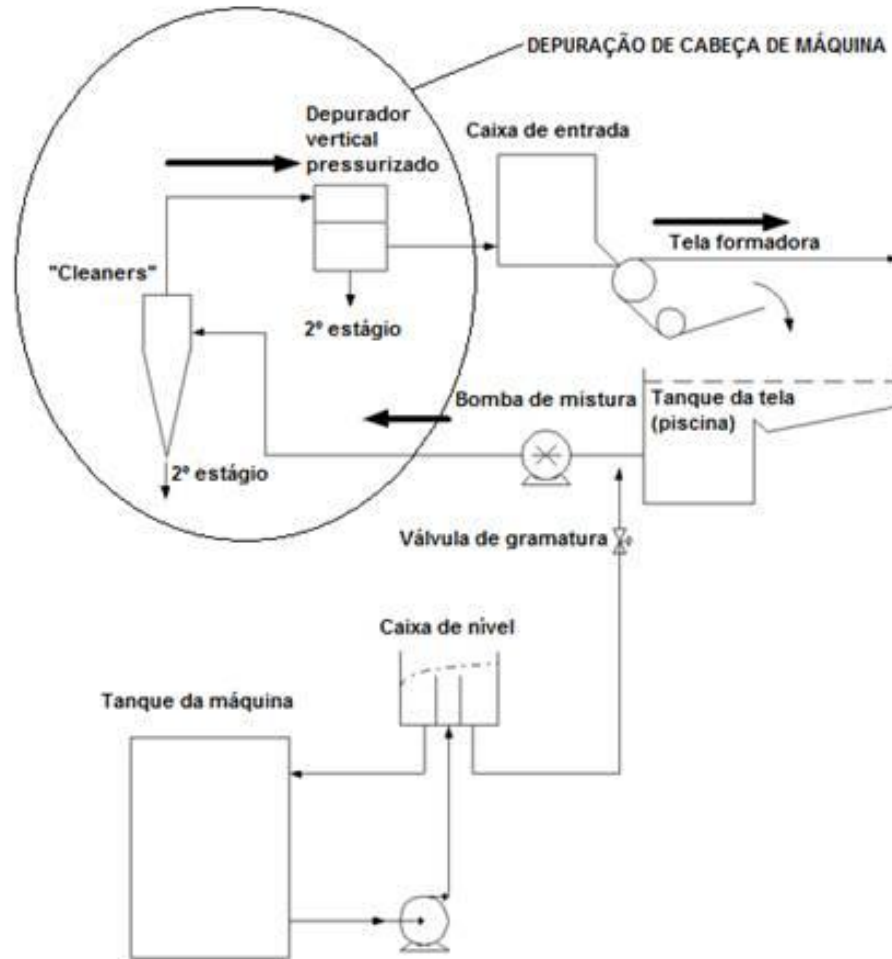 DEPURAÇÃO DE CABEÇA DE MÁQUINA
Depurador
vertical
pressurizado
Caixa de entrada
Tela formadora
"Cleaners"
2º estágio
Bomba de mistura
Tanque da tela
(piscina)
2º estágio
Válvula de gramatura
Caixa de nível
Tanque da máquina